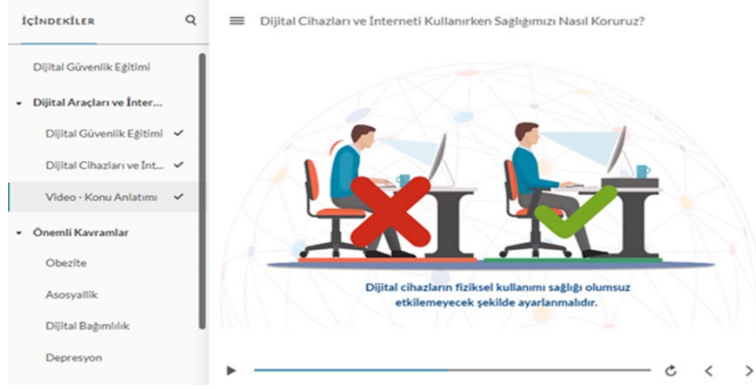 İÇİNDEKİLER
Dijital Güvenlik Eğitimi
Dijital Araçları ve İnter...
Dijital Güvenlik Eğitimi
Dijital Cihazları ve İnt...
Video - Konu Anlatımı
Önemli Kavramlar
Obezite
Asosyallik
Dijital Bağımlılık
Depresyon
Dijital Cihazları ve İnterneti Kullanırken Sağlığımızı Nasıl Koruruz?
Dijital cihazların fiziksel kullanımı sağlığı olumsuz
etkilemeyecek şekilde ayarlanmalıdır.